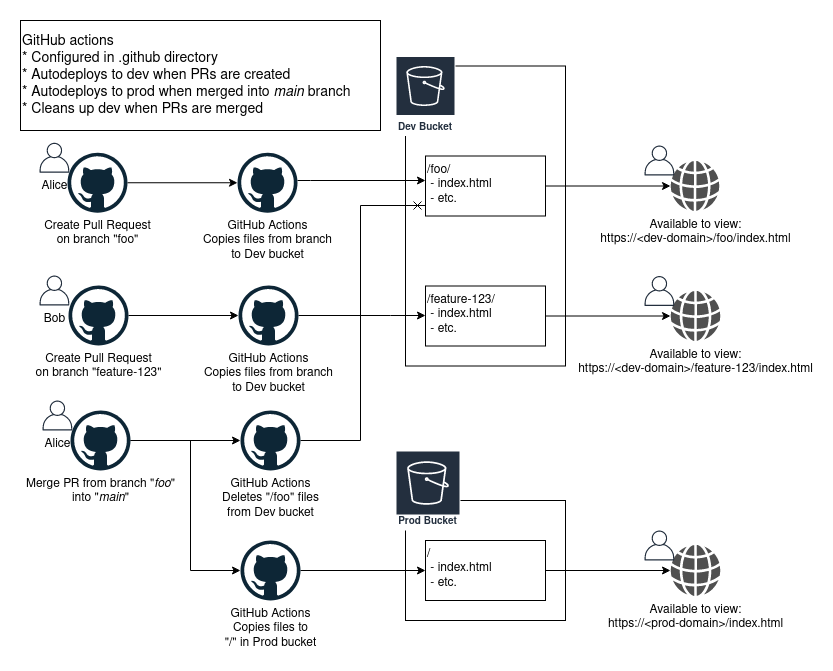 GitHub actions
* Configured in .github directory
* Autodeploys to dev when PRs are created
* Autodeploys to prod when merged into main branch
* Cleans up dev when PRs are merged
Dev Bucket
Alice
Create Pull Request
on branch "foo"
GitHub Actions
Copies files from branch
to Dev bucket
/foo/
- index.html
- etc.
Available to view:
https://<dev-domain>/foo/index.html
Bob
Create Pull Request
on branch "feature-123"
GitHub Actions
Copies files from branch
to Dev bucket
/feature-123/
- index.html
- etc.
Available to view:
https://<dev-domain>/feature-123/index.html
Alice
Merge PR from branch "foo"
into "main"
GitHub Actions
Deletes "/foo" files
from Dev bucket
Prod Bucket
GitHub Actions
Copies files to
"/" in Prod bucket
/
- index.html
- etc.
Available to view:
https://<prod-domain>/index.html